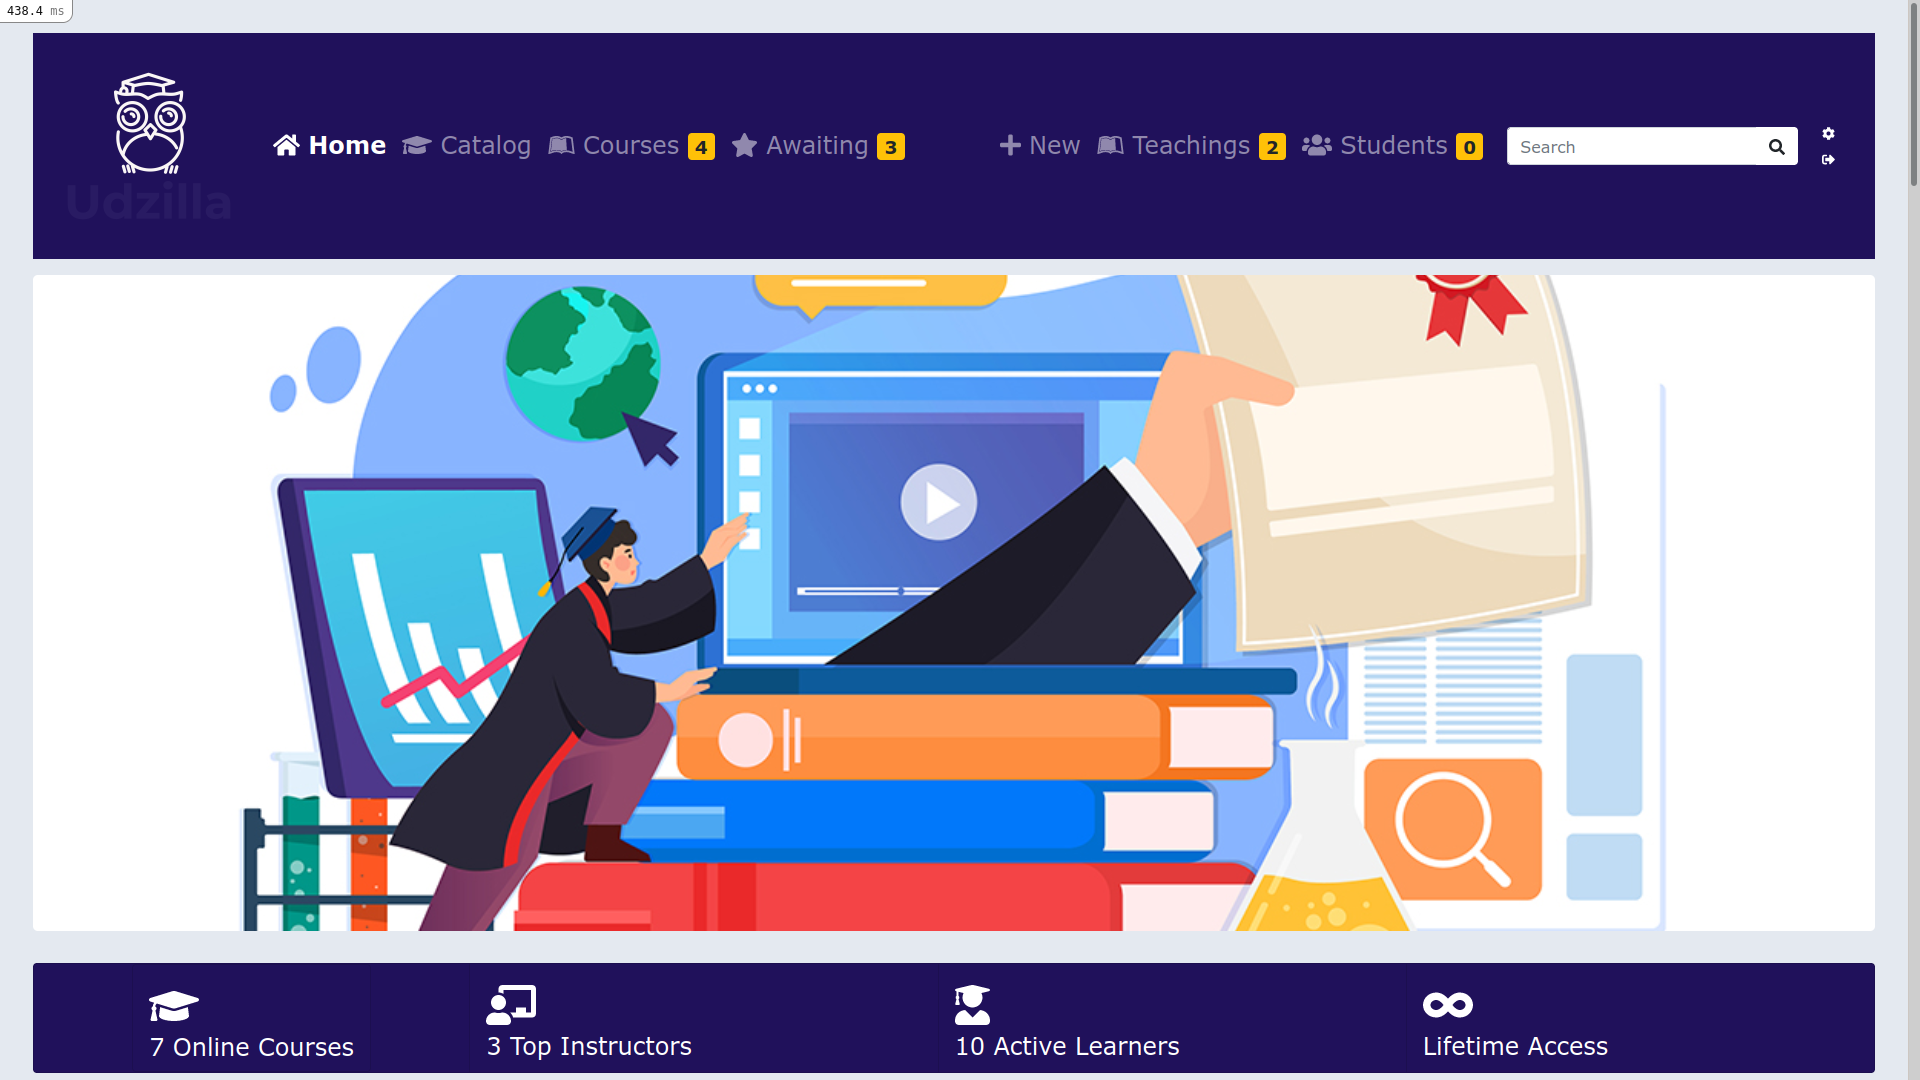 438.4 ms
Udzilla
Home Catalog Courses 4 Awaiting 3 New Teachings 2 Students 0 Search
7 Online Courses
3 Top Instructors
10 Active Learners
Lifetime Access